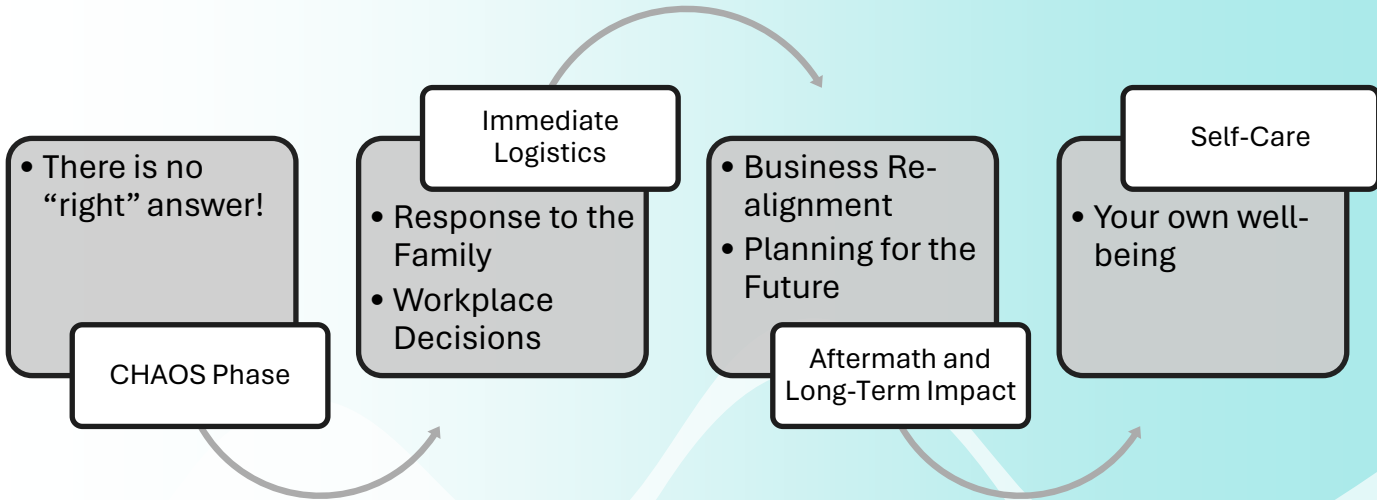 • There is no
“right” answer!
CHAOS Phase
Immediate
Logistics
• Response to the
Family
• Workplace
Decisions
• Business Re-
alignment
• Planning for the
Future
Aftermath and
Long-Term Impact
Self-Care
• Your own well-
being